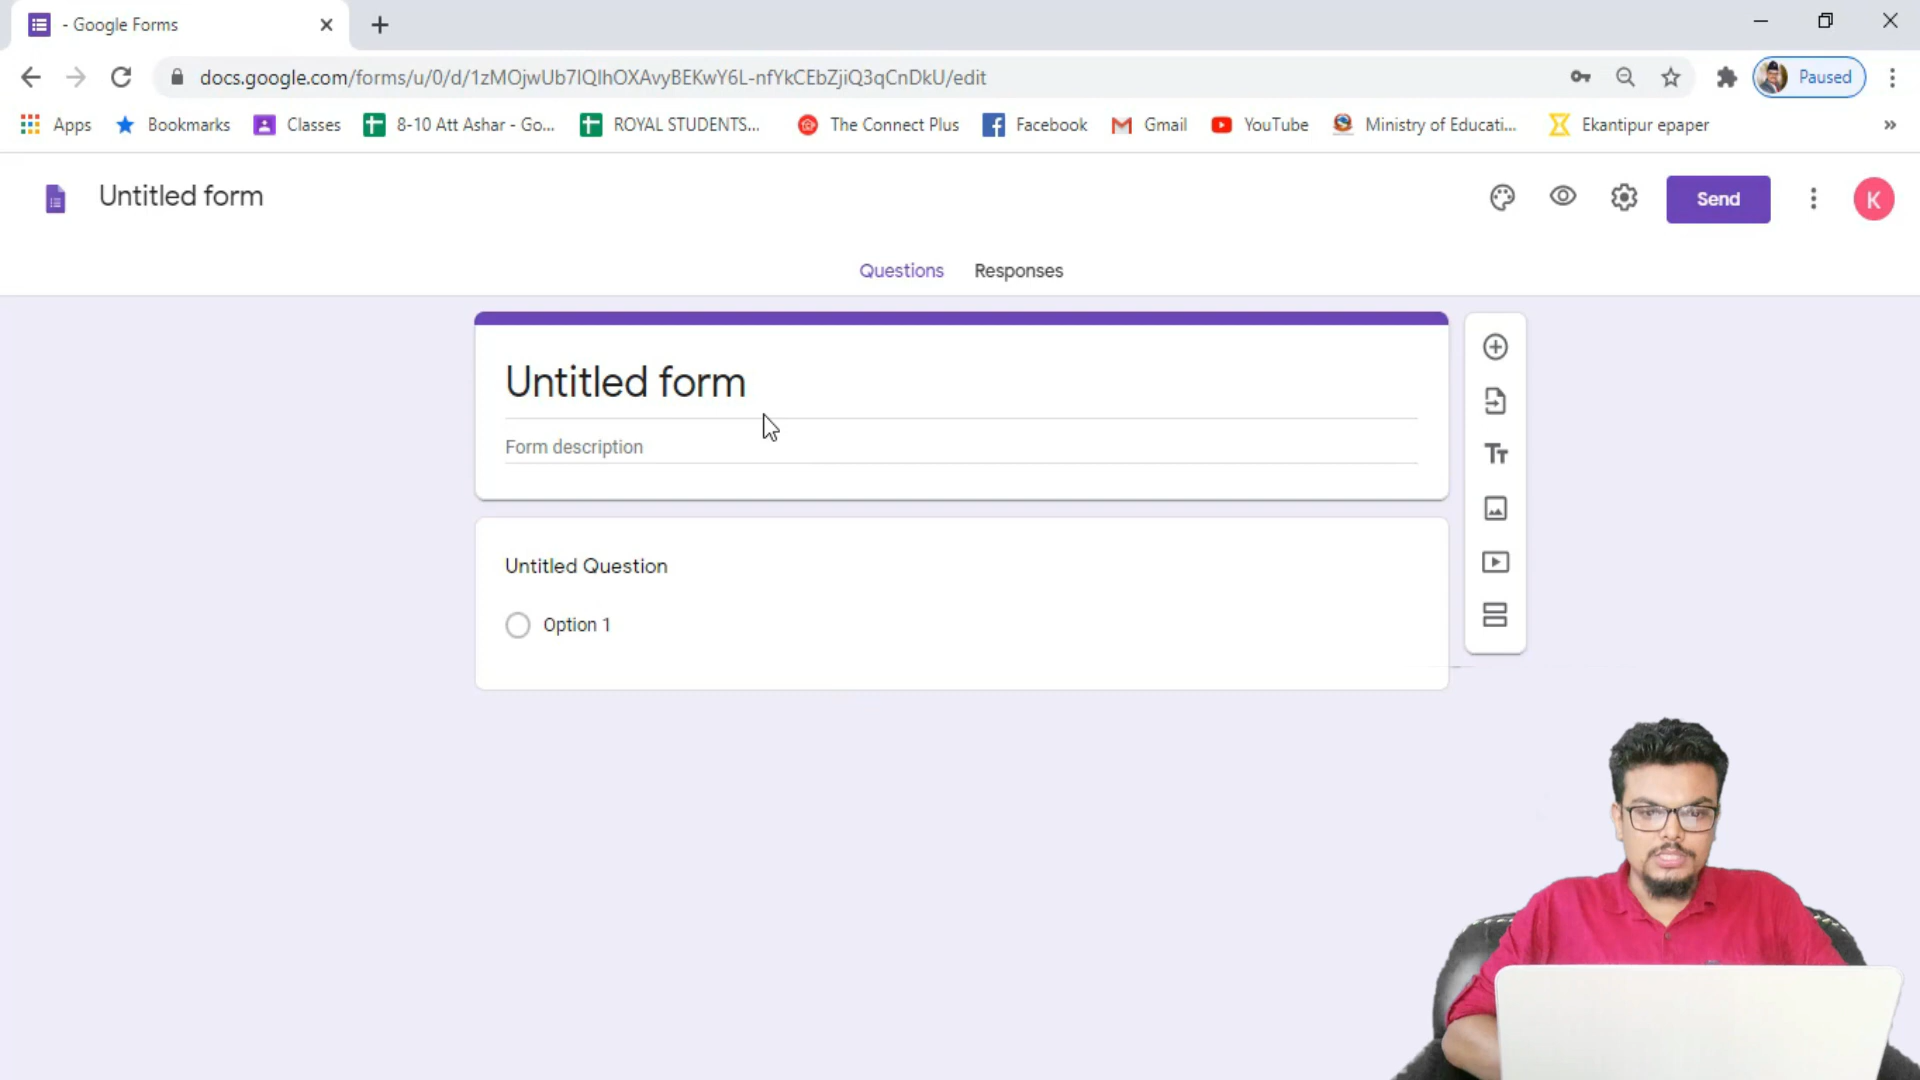 - Google Forms
docs.google.com/forms/u/0/d/1zMOjwUb7IQIhOXAvyBEKwY6L-nfYkCEbZjiQ3qCnDkU/edit
Paused
Apps
Bookmarks
Classes
8-10 Att Ashar - Go...
ROYAL STUDENTS...
The Connect Plus
Facebook
Gmail
YouTube
Ministry of Educati...
Ekantipur epaper
»
Untitled form
Send
K
Questions
Responses
Untitled form
Form description
Tт
Untitled Question
Option 1